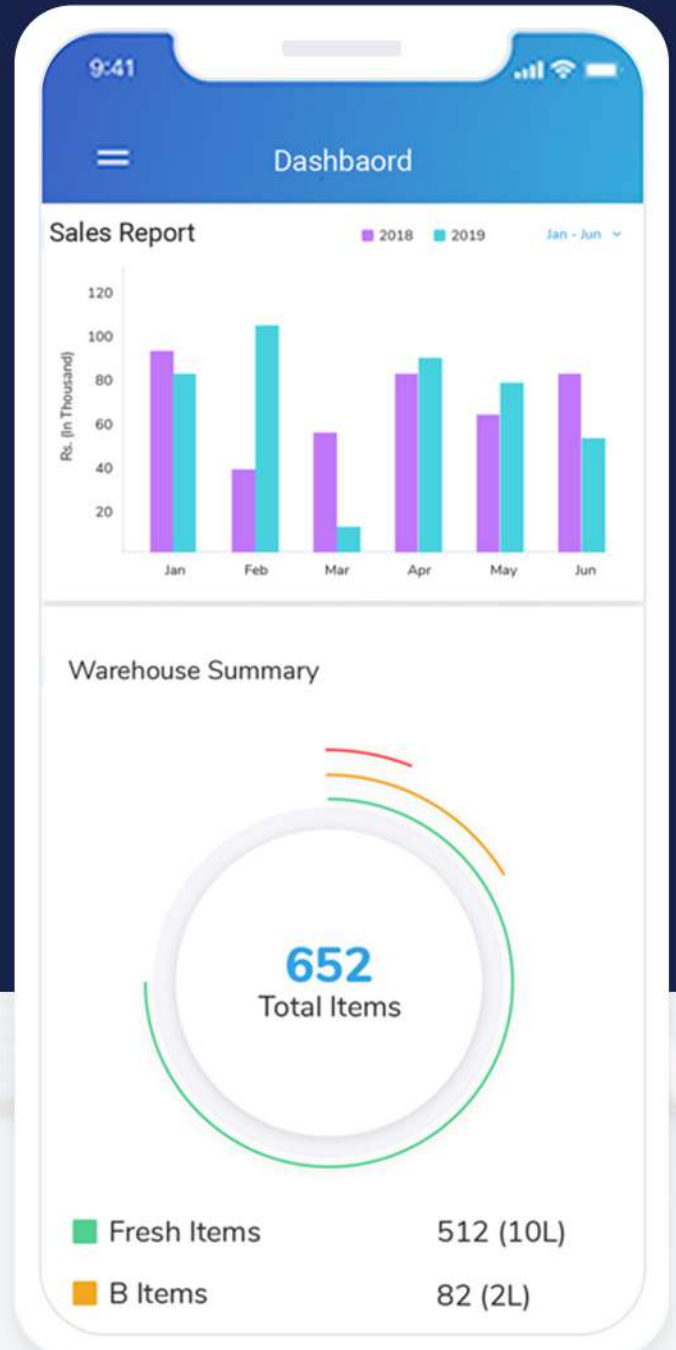 9:41
Dashbaord
Sales Report
2018 2019
Jan - Jun
Rs. (In Thousand)
120
100
80
60
40
20
Jan Feb Mar Apr May Jun
Warehouse Summary
652
Total Items
Fresh Items 512 (10L)
B Items 82 (2L)